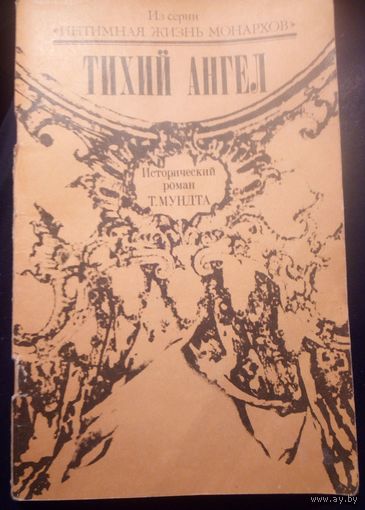 Из серии
«ИНТИМНАЯ ЖИЗНЬ МОНАРХОВ»
ТИХИЙ АНГЕЛ
Исторический
роман
Т. МУНДТА
www.ay.by